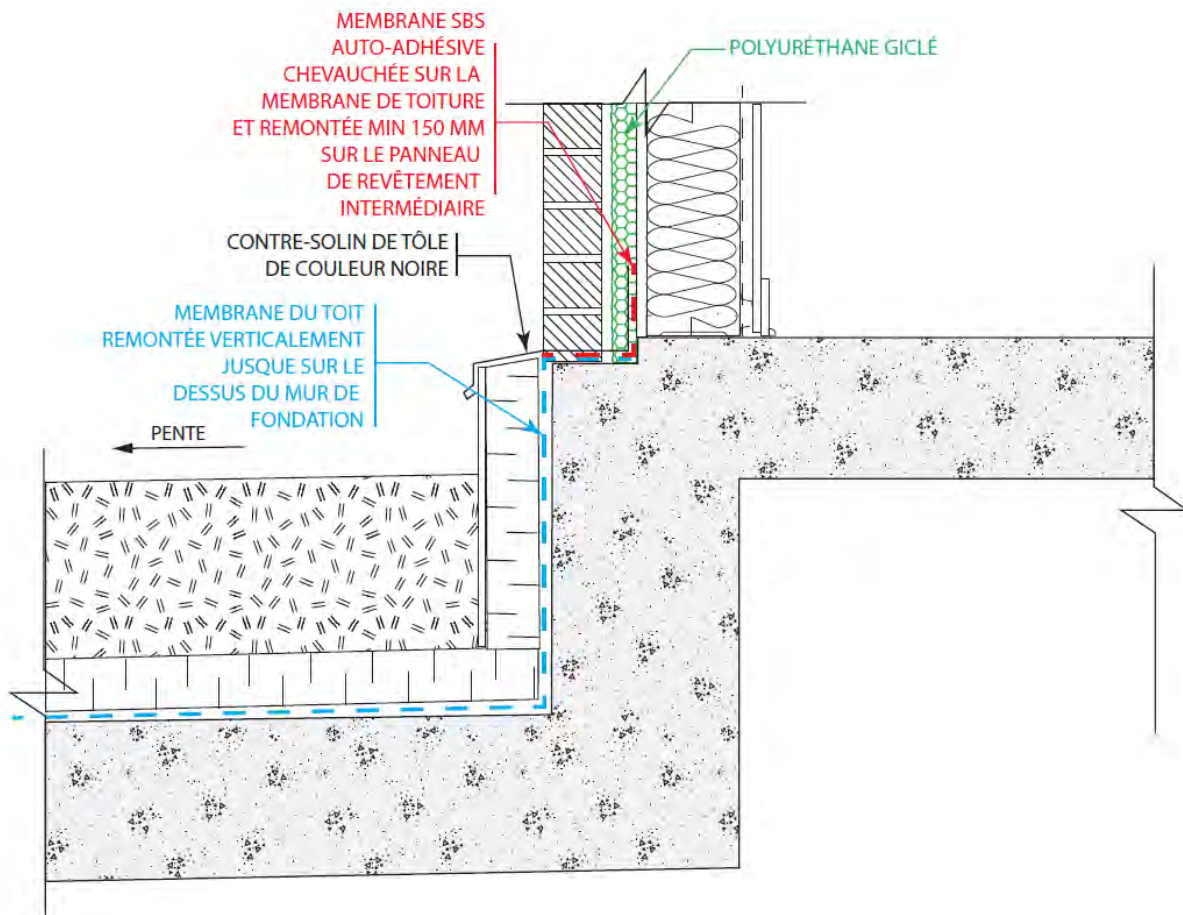 MEMBRANE SBS
AUTO-ADHÉSIVE
CHEVAUCHÉE SUR LA
MEMBRANE DE TOITURE
ET REMONTÉE MIN 150 MM
SUR LE PANNEAU
DE REVÊTEMENT
INTERMÉDIAIRE
POLYURÉTHANE GICLÉ
CONTRE-SOLIN DE TÔLE
DE COULEUR NOIRE
MEMBRANE DU TOIT
REMONTÉE VERTICALEMENT
JUSQUE SUR LE
DESSUS DU MUR DE
FONDATION
PENTE